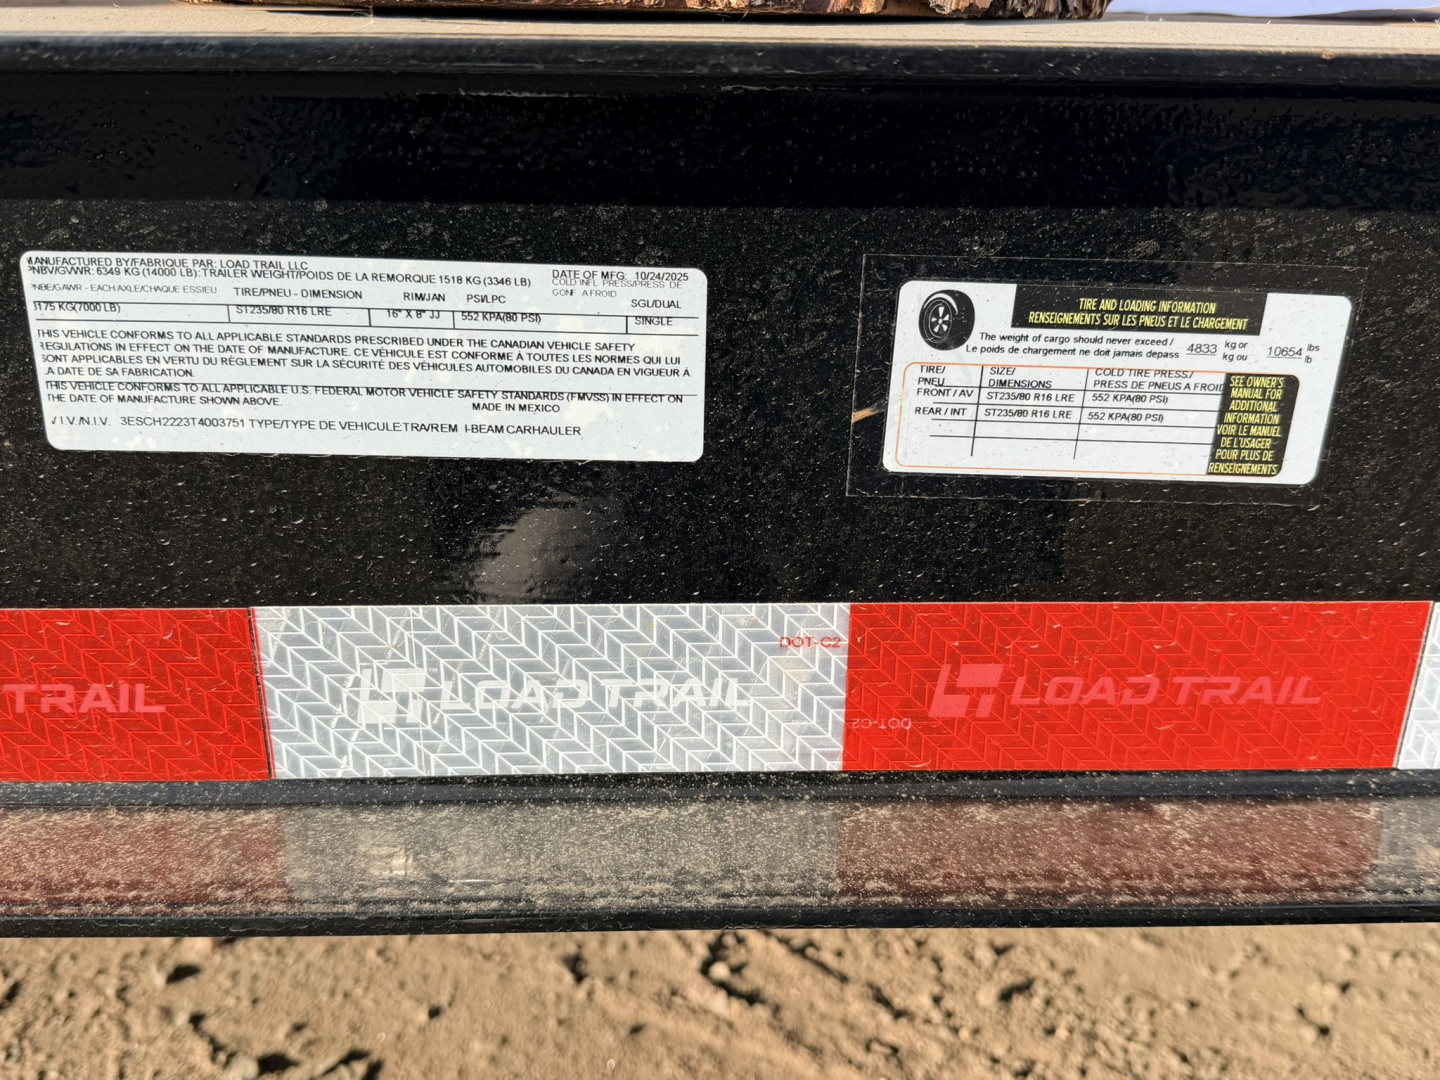 MANUFACTURED BY/FABRIQUE PAR: LOAD TRAIL LLC
PNBV/GVWR: 6349 KG (14000 LB): TRAILER WEIGHT/POIDS DE LA REMORQUE 1518 KG (3346 LB)
DATE OF MFG: 10/24/2025
PNBE/GAWR - EACH AXLE/CHAQUE ESSIEU TIRE/PNEU - DIMENSION RIM/JAN PSI/LPC
COLD INFL. PRESS/PRESS DE
GONF A FROID
SGL/DUAL
3175 KG(7000 LB) ST235/80 R16 LRE 16" X 8" JJ 552 KPA(80 PSI) SINGLE
THIS VEHICLE CONFORMS TO ALL APPLICABLE STANDARDS PRESCRIBED UNDER THE CANADIAN VEHICLE SAFETY
REGULATIONS IN EFFECT ON THE DATE OF MANUFACTURE. CE VÉHICULE EST CONFORME À TOUTES LES NORMES QUI LUI
SONT APPLICABLES EN VERTU DU RÈGLEMENT SUR LA SÉCURITÉ DES VÉHICULES AUTOMOBILES DU CANADA EN VIGUEUR À
LA DATE DE SA FABRICATION.
THIS VEHICLE CONFORMS TO ALL APPLICABLE U.S. FEDERAL MOTOR VEHICLE SAFETY STANDARDS (FMVSS) IN EFFECT ON
THE DATE OF MANUFACTURE SHOWN ABOVE.
MADE IN MEXICO
V.I.V./N.I.V. 3ESCH2223T4003751 TYPE/TYPE DE VEHICULE:TRA/REM I-BEAM CARHAULER
TIRE AND LOADING INFORMATION
RENSEIGNEMENTS SUR LES PNEUS ET LE CHARGEMENT
The weight of cargo should never exceed /
Le poids de chargement ne doit jamais depass
4833 kg or
kg ou
10654 lbs
lb
TIRE/
PNEU
SIZE/
DIMENSIONS
COLD TIRE PRESS/
PRESS DE PNEUS A FROID
FRONT / AV ST235/80 R16 LRE 552 KPA(80 PSI)
REAR / INT ST235/80 R16 LRE 552 KPA(80 PSI)
SEE OWNER'S
MANUAL FOR
ADDITIONAL
INFORMATION
VOIR LE MANUEL
DE L'USAGER
POUR PLUS DE
RENSEIGNEMENTS
TRAIL
LOAD TRAIL
DOT-C2
DOT-C2
LOAD TRAIL